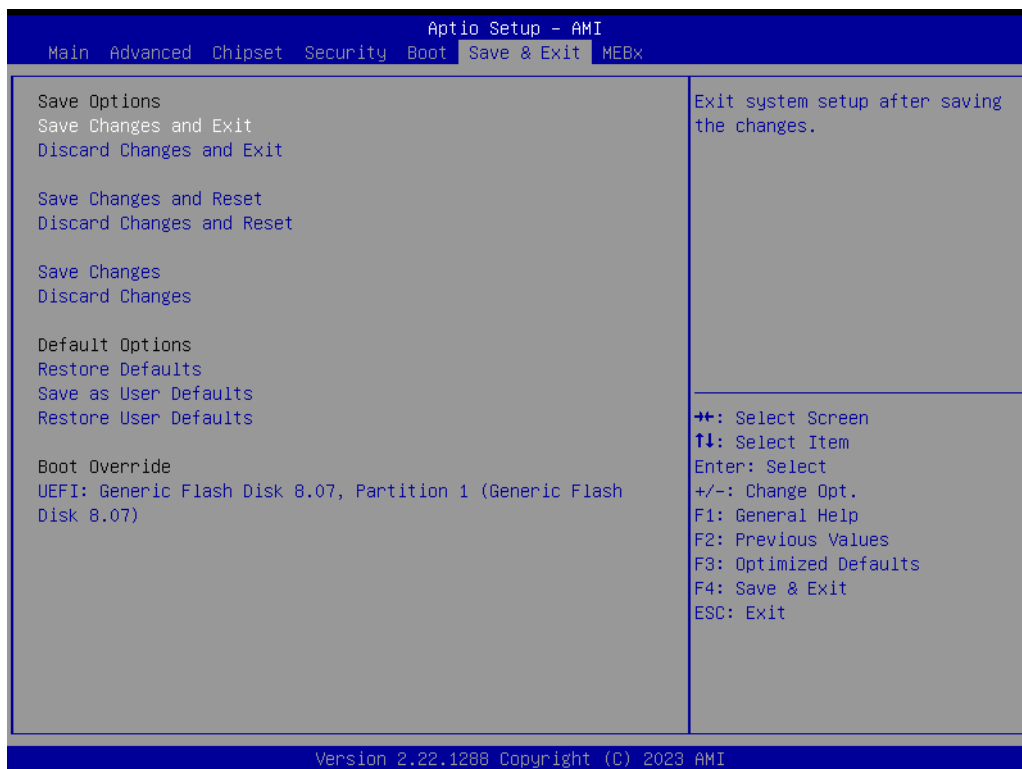 Aptio Setup – AMI
Main Advanced Chipset Security Boot Save & Exit MEBx
Save Options
Save Changes and Exit
Discard Changes and Exit
Save Changes and Reset
Discard Changes and Reset
Save Changes
Discard Changes
Default Options
Restore Defaults
Save as User Defaults
Restore User Defaults
Boot Override
UEFI: Generic Flash Disk 8.07, Partition 1 (Generic Flash
Disk 8.07)
Exit system setup after saving
the changes.
→←: Select Screen
↑↓: Select Item
Enter: Select
+/-: Change Opt.
F1: General Help
F2: Previous Values
F3: Optimized Defaults
F4: Save & Exit
ESC: Exit
Version 2.22.1288 Copyright (C) 2023 AMI